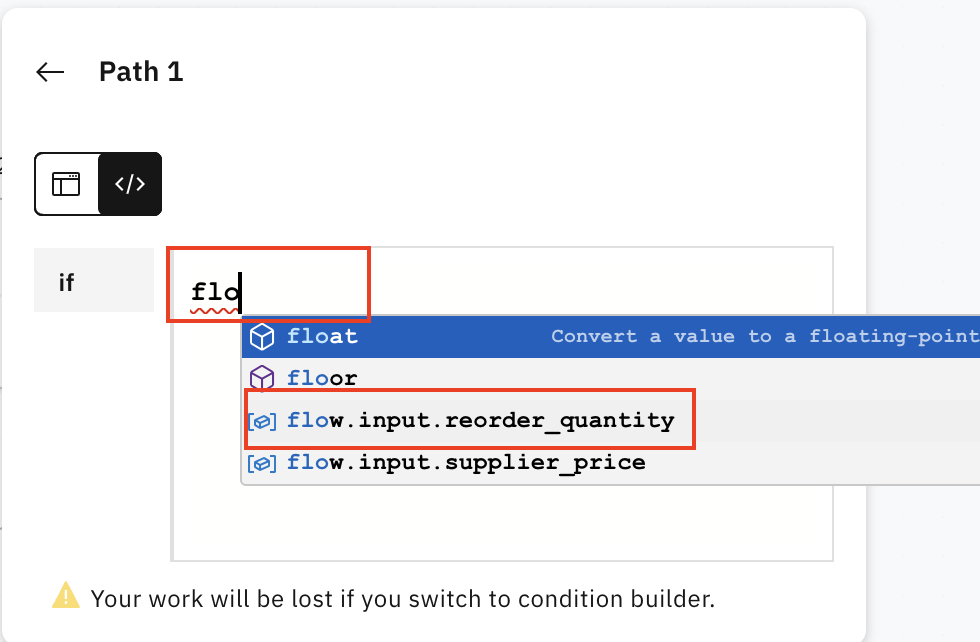 Path 1
</>
if
flo
float Convert a value to a floating-point
floor
flow.input.reorder_quantity
flow.input.supplier_price
Your work will be lost if you switch to condition builder.